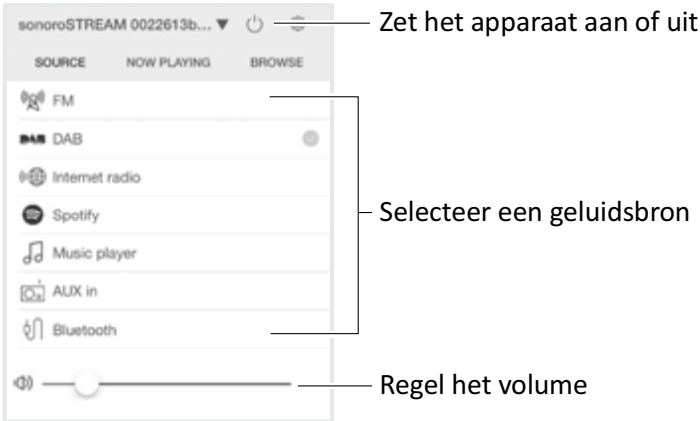 sonoroSTREAM 0022613b... ▼
Zet het apparaat aan of uit
SOURCE NOW PLAYING BROWSE
FM
DAB DAB
Internet radio
Spotify
Selecteer een geluidsbron
Music player
AUX in
Bluetooth
Regel het volume